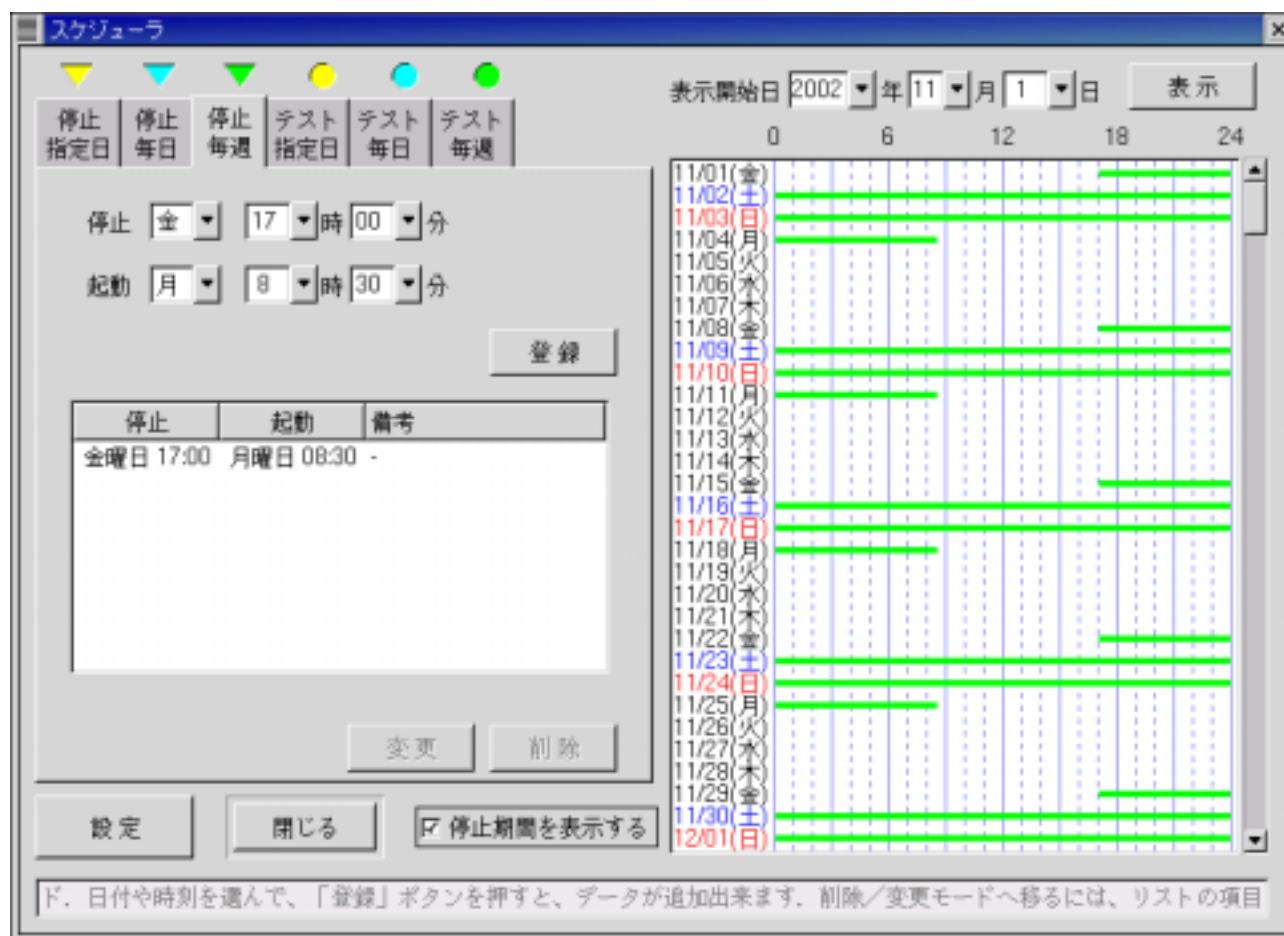 スケジューラ
停止
指定日
停止
毎日
停止
毎週
テスト
指定日
テスト
毎日
テスト
毎週
停止 金 17 時 00 分
起動 月 8 時 30 分
登録
停止 起動 備考
金曜日 17:00 月曜日 08:30 -
変更 削除
設定 閉じる 停止期間を表示する
表示開始日 2002 年 11 月 1 日 表示
0 6 12 18 24
11/01(金)
11/02(土)
11/03(日)
11/04(月)
11/05(火)
11/06(水)
11/07(木)
11/08(金)
11/09(土)
11/10(日)
11/11(月)
11/12(火)
11/13(水)
11/14(木)
11/15(金)
11/16(土)
11/17(日)
11/18(月)
11/19(火)
11/20(水)
11/21(木)
11/22(金)
11/23(土)
11/24(日)
11/25(月)
11/26(火)
11/27(水)
11/28(木)
11/29(金)
11/30(土)
12/01(日)
ド. 日付や時刻を選んで、「登録」ボタンを押すと、データが追加出来ます. 削除／変更モードへ移るには、リストの項目